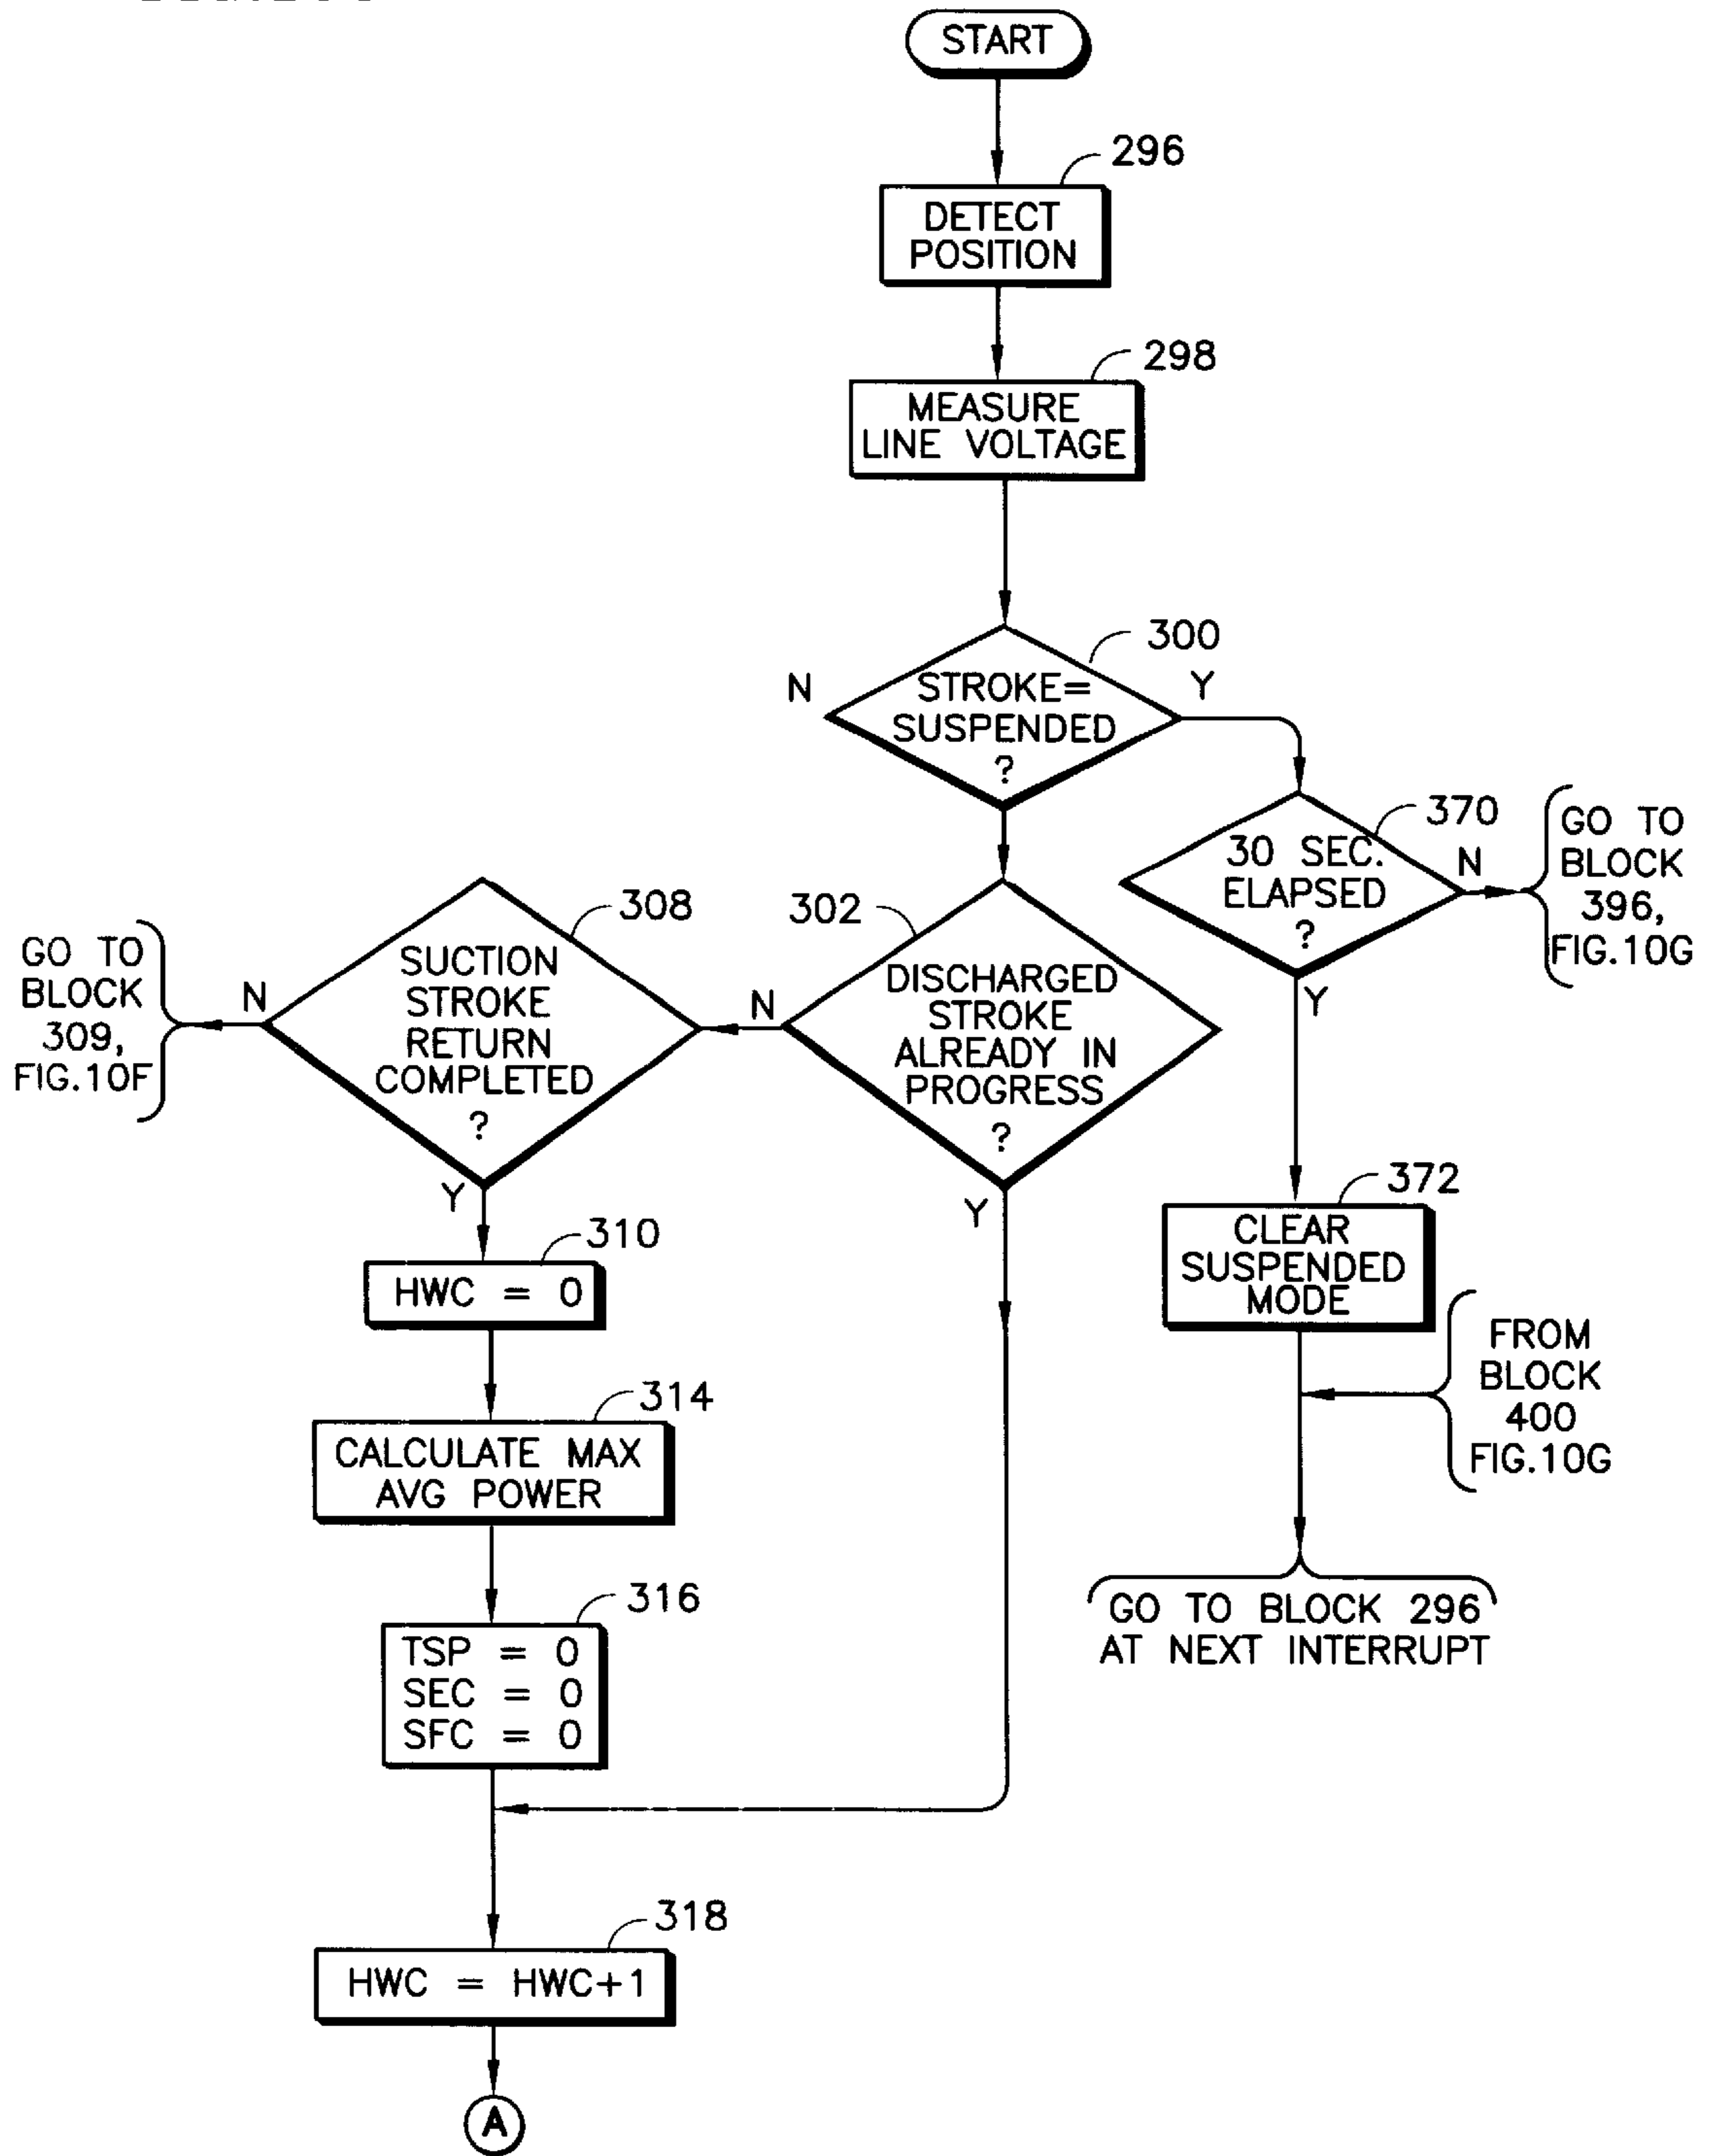 START
296
DETECT
POSITION
298
MEASURE
LINE VOLTAGE
300
N
STROKE=
SUSPENDED
?
Y
370
30 SEC.
ELAPSED
?
N
GO TO
BLOCK
396,
FIG.10G
Y
302
DISCHARGED
STROKE
ALREADY IN
PROGRESS
?
N
Y
308
SUCTION
STROKE
RETURN
COMPLETED
?
N
GO TO
BLOCK
309,
FIG.10F
Y
372
CLEAR
SUSPENDED
MODE
FROM
BLOCK
400
FIG.10G
GO TO BLOCK 296
AT NEXT INTERRUPT
310
HWC = 0
314
CALCULATE MAX
AVG POWER
316
TSP = 0
SEC = 0
SFC = 0
318
HWC = HWC+1
A